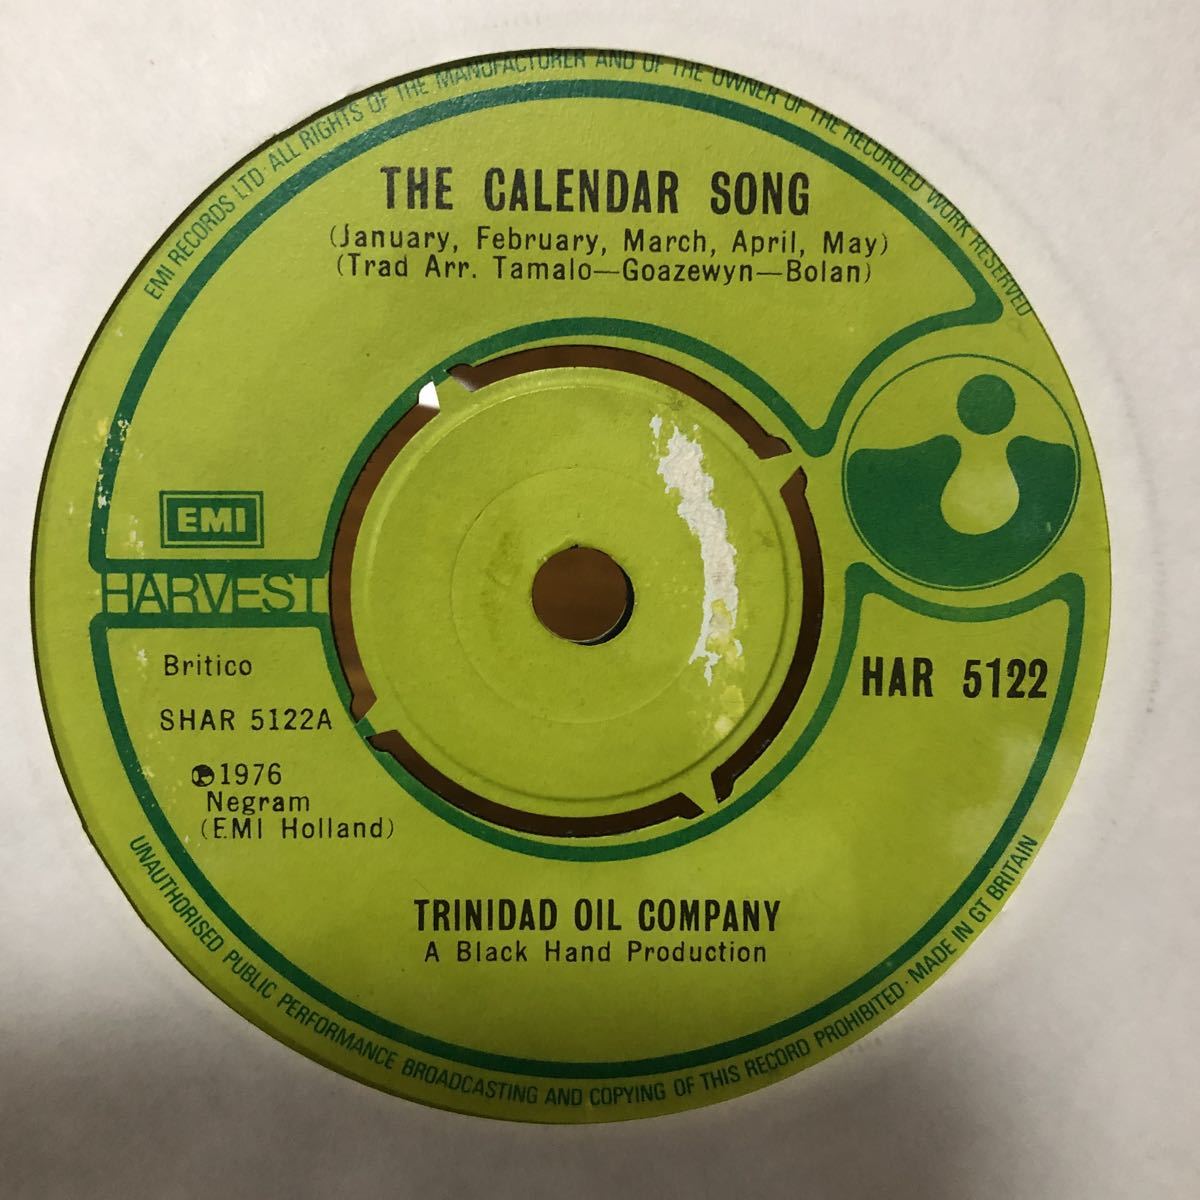 EMI RECORDS LTD · ALL RIGHTS OF THE MANUFACTURER AND OF THE OWNER OF THE RECORDED WORK RESERVED
THE CALENDAR SONG
(January, February, March, April, May)
(Trad Arr. Tamalo—Goazewyn—Bolan)
EMI
HARVEST
Britico
SHAR 5122A
HAR 5122
Ⓟ1976
Negram
(EMI Holland)
TRINIDAD OIL COMPANY
A Black Hand Production
UNAUTHORISED PUBLIC PERFORMANCE BROADCASTING AND COPYING OF THIS RECORD PROHIBITED · MADE IN GT BRITAIN